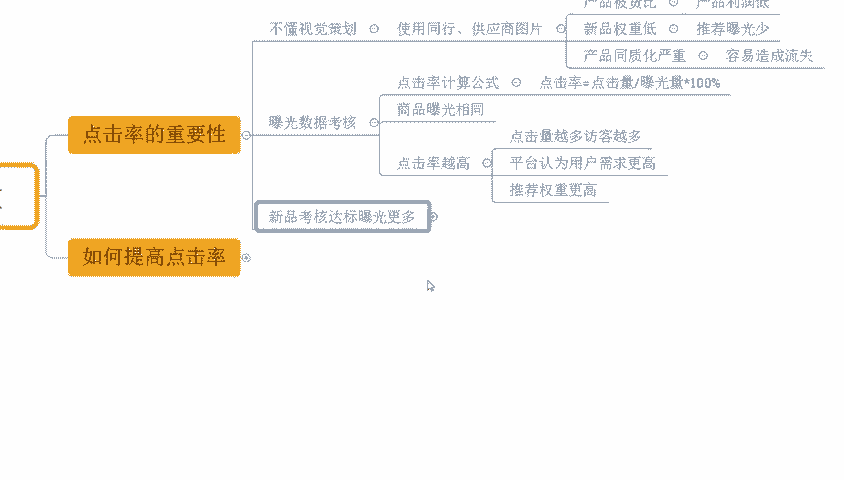 产品被货比 产品利润低
不懂视觉策划 使用同行、供应商图片 新品权重低 推荐曝光少
产品同质化严重 容易造成流失
点击率计算公式 点击率=点击量/曝光量*100%
商品曝光相同
曝光数据考核
点击率的重要性
点击量越多访客越多
点击率越高 平台认为用户需求更高
推荐权重更高
新品考核达标曝光更多
如何提高点击率